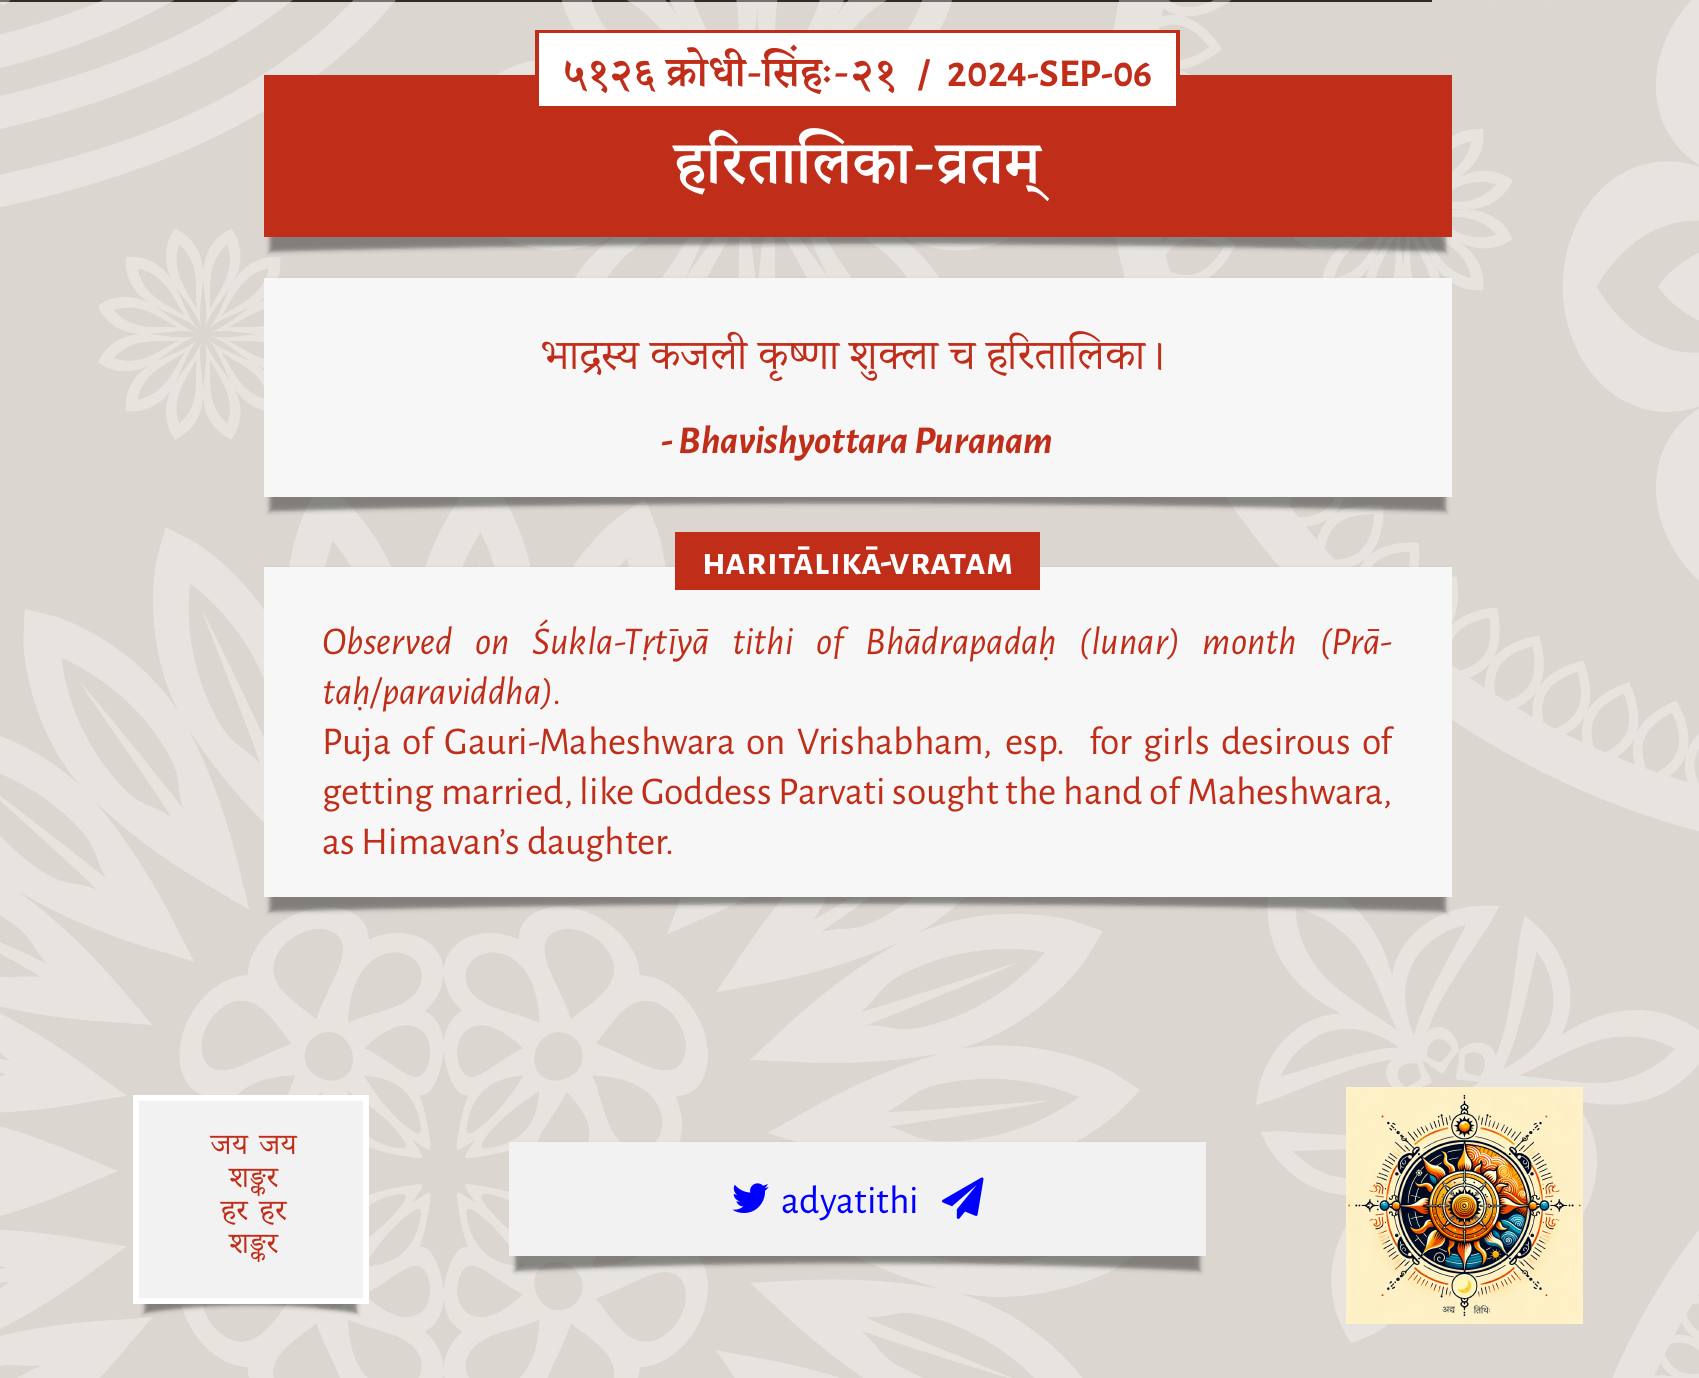 ५१२६ क्रोधी-सिंहः-२१ / 2024-SEP-06
हरितालिका-व्रतम्
भाद्रस्य कजली कृष्णा शुक्ला च हरितालिका।
- Bhavishyottara Puranam
HARITĀLIKĀ-VRATAM
Observed on Śukla-Tṛtīyā tithi of Bhādrapadaḥ (lunar) month (Prā-
taḥ/paraviddha).
Puja of Gauri-Maheshwara on Vrishabham, esp. for girls desirous of
getting married, like Goddess Parvati sought the hand of Maheshwara,
as Himavan’s daughter.
जय जय
शङ्कर
हर हर
शङ्कर
adyatithi
अद्य तिथिः